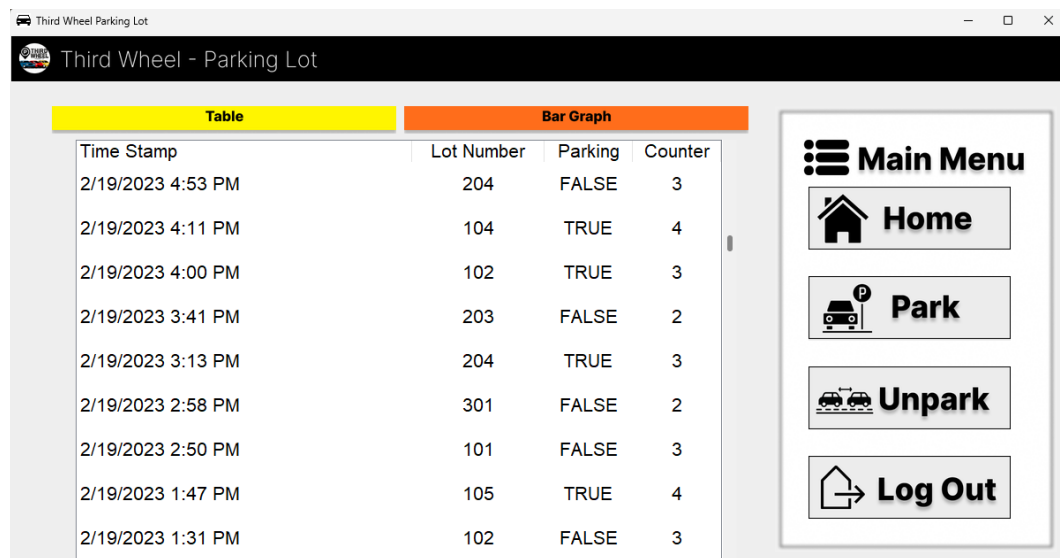 Third Wheel Parking Lot
THIRD WHEEL
Third Wheel - Parking Lot
Table Bar Graph
Time Stamp Lot Number Parking Counter
2/19/2023 4:53 PM 204 FALSE 3
2/19/2023 4:11 PM 104 TRUE 4
2/19/2023 4:00 PM 102 TRUE 3
2/19/2023 3:41 PM 203 FALSE 2
2/19/2023 3:13 PM 204 TRUE 3
2/19/2023 2:58 PM 301 FALSE 2
2/19/2023 2:50 PM 101 FALSE 3
2/19/2023 1:47 PM 105 TRUE 4
2/19/2023 1:31 PM 102 FALSE 3
Main Menu
Home
P
Park
Unpark
Log Out